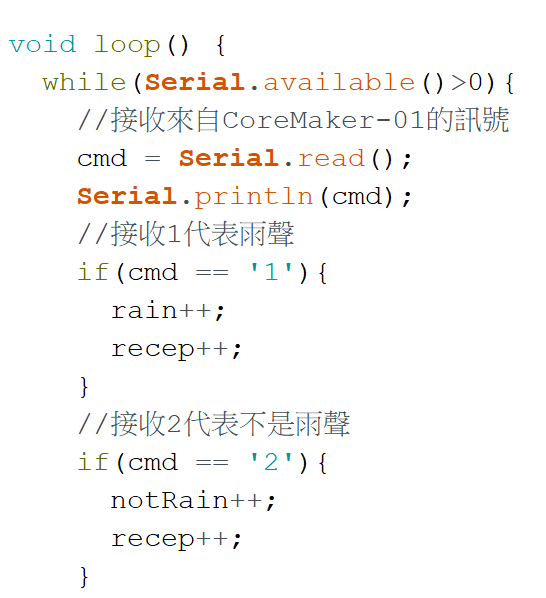 void loop() {
  while(Serial.available()>0){
    //接收來自CoreMaker-01的訊號
    cmd = Serial.read();
    Serial.println(cmd);
    //接收1代表雨聲
    if(cmd == '1'){
      rain++;
      recep++;
    }
    //接收2代表不是雨聲
    if(cmd == '2'){
      notRain++;
      recep++;
    }